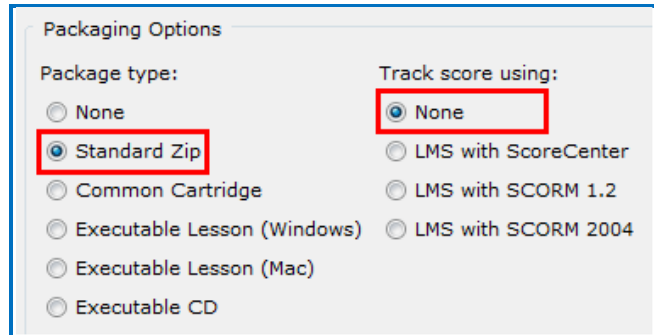 Packaging Options
Package type:
Track score using:
None
None
Standard Zip
LMS with ScoreCenter
Common Cartridge
LMS with SCORM 1.2
Executable Lesson (Windows)
LMS with SCORM 2004
Executable Lesson (Mac)
Executable CD